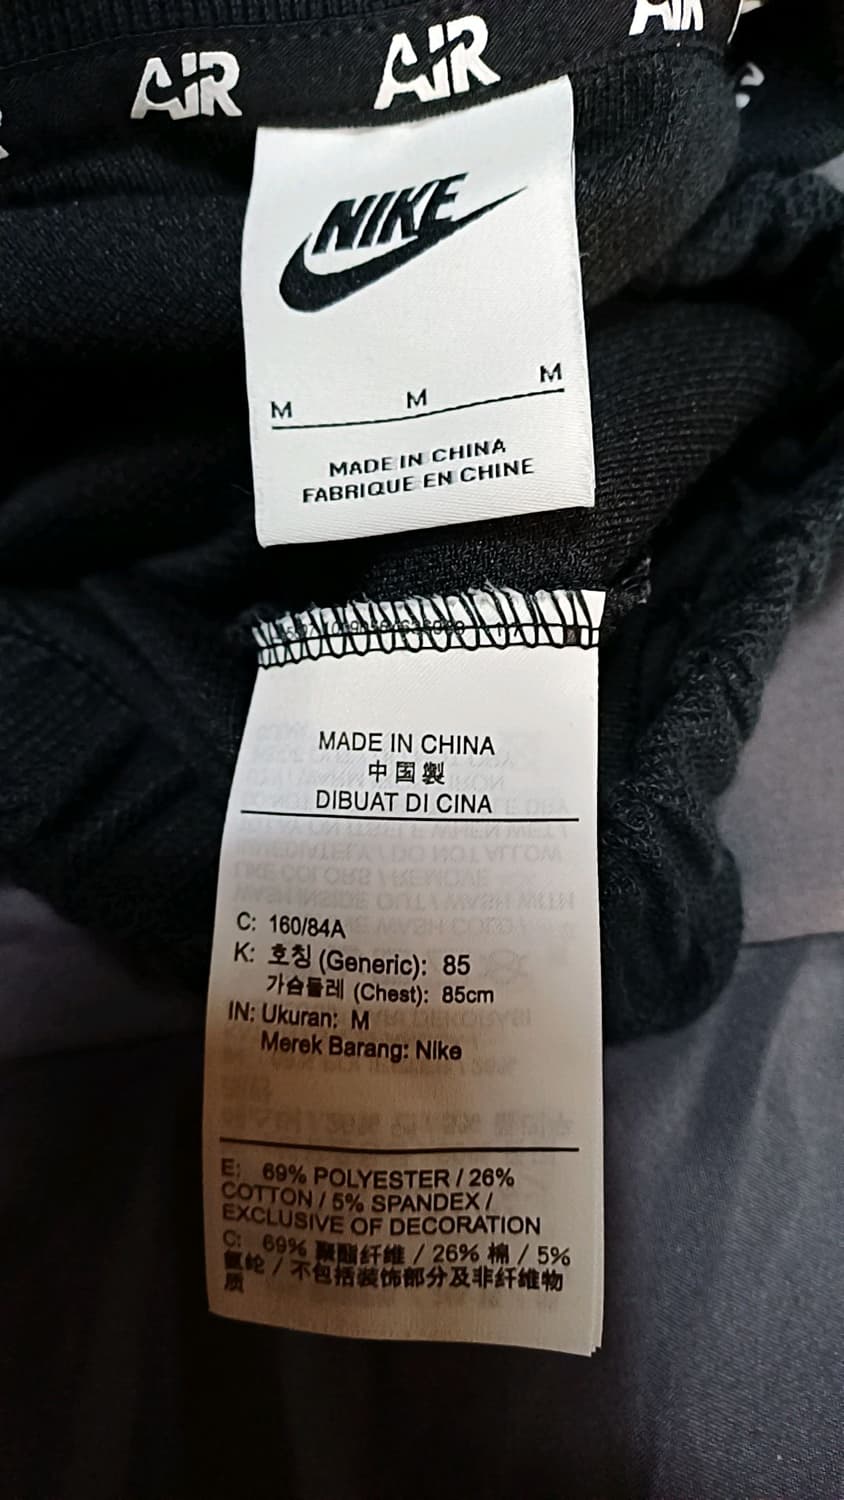 AIR
AIR
AIR
NIKE
M M M
MADE IN CHINA
FABRIQUE EN CHINE
MADE IN CHINA
中国製
DIBUAT DI CINA
C: 160/84A
K: 호칭 (Generic): 85
가슴둘레 (Chest): 85cm
IN: Ukuran: M
Merek Barang: Nike
E: 69% POLYESTER / 26%
COTTON / 5% SPANDEX /
EXCLUSIVE OF DECORATION
C: 69% 聚酯纤维 / 26% 棉 / 5%
氨纶 / 不包括装饰部分及非纤维物
质